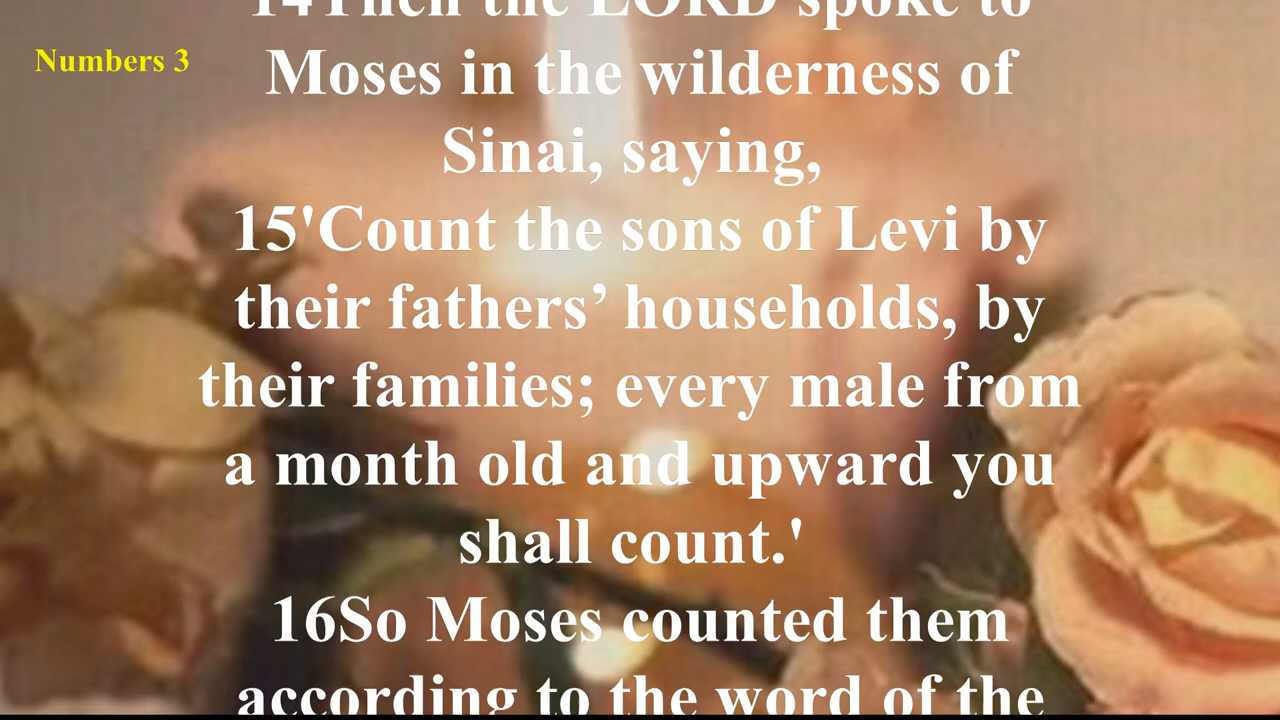 Numbers 3
14Then the LORD spoke to
Moses in the wilderness of
Sinai, saying,
15'Count the sons of Levi by
their fathers’ households, by
their families; every male from
a month old and upward you
shall count.'
16So Moses counted them
according to the word of the